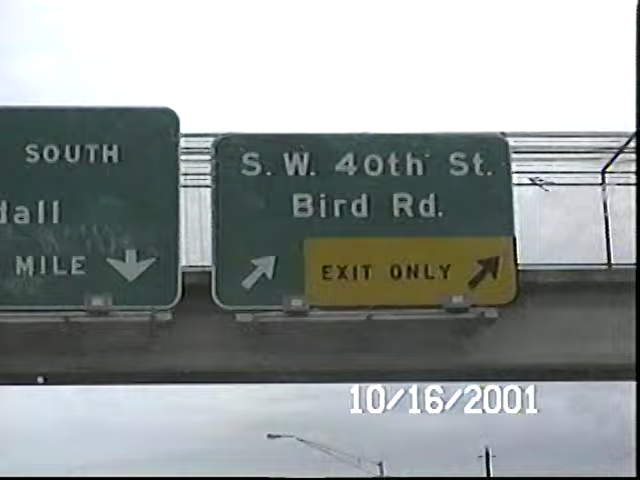 SOUTH
dall
MILE
S. W. 40th St.
Bird Rd.
EXIT ONLY
10/16/2001